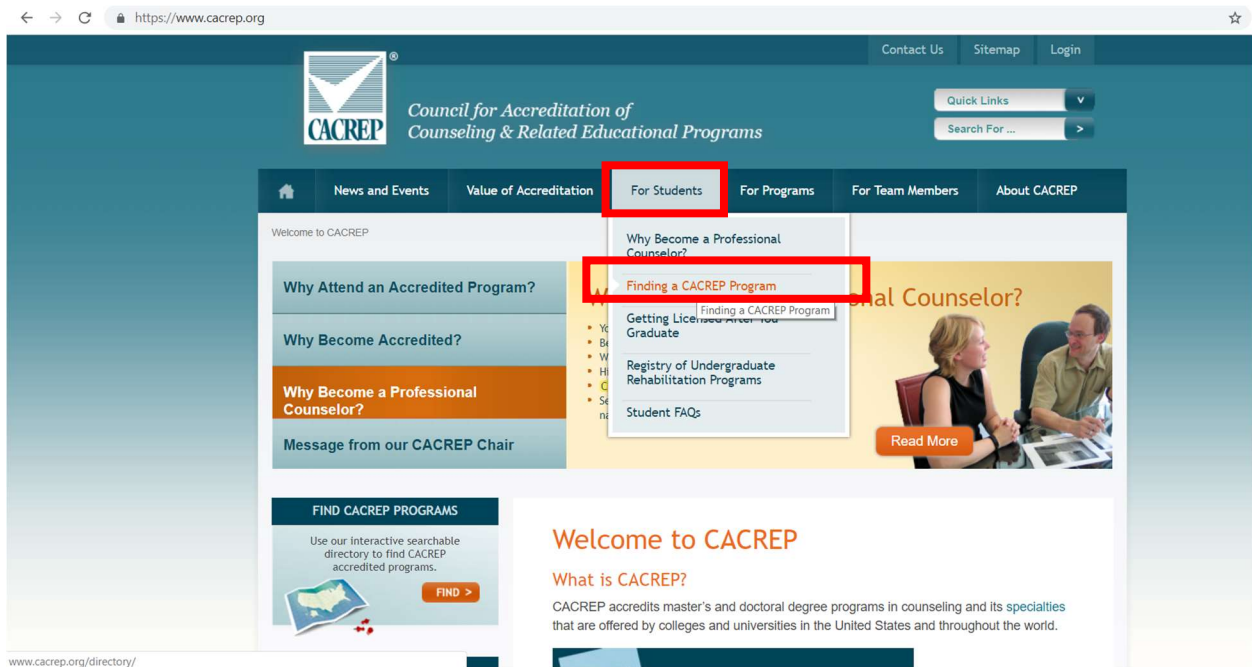 https://www.cacrep.org
Contact Us Sitemap Login
®
CACREP
Council for Accreditation of
Counseling & Related Educational Programs
Quick Links v
Search For ... >
News and Events Value of Accreditation For Students For Programs For Team Members About CACREP
Welcome to CACREP
Why Become a Professional
Counselor?
Finding a CACREP Program
Finding a CACREP Program
Getting Licensed After You
Graduate
Registry of Undergraduate
Rehabilitation Programs
Student FAQs
Why Attend an Accredited Program?
Why Become Accredited?
Why Become a Professional
Counselor?
Message from our CACREP Chair
Counselor?
Read More
FIND CACREP PROGRAMS
Use our interactive searchable
directory to find CACREP
accredited programs.
FIND >
Welcome to CACREP
What is CACREP?
CACREP accredits master's and doctoral degree programs in counseling and its specialties
that are offered by colleges and universities in the United States and throughout the world.
www.cacrep.org/directory/